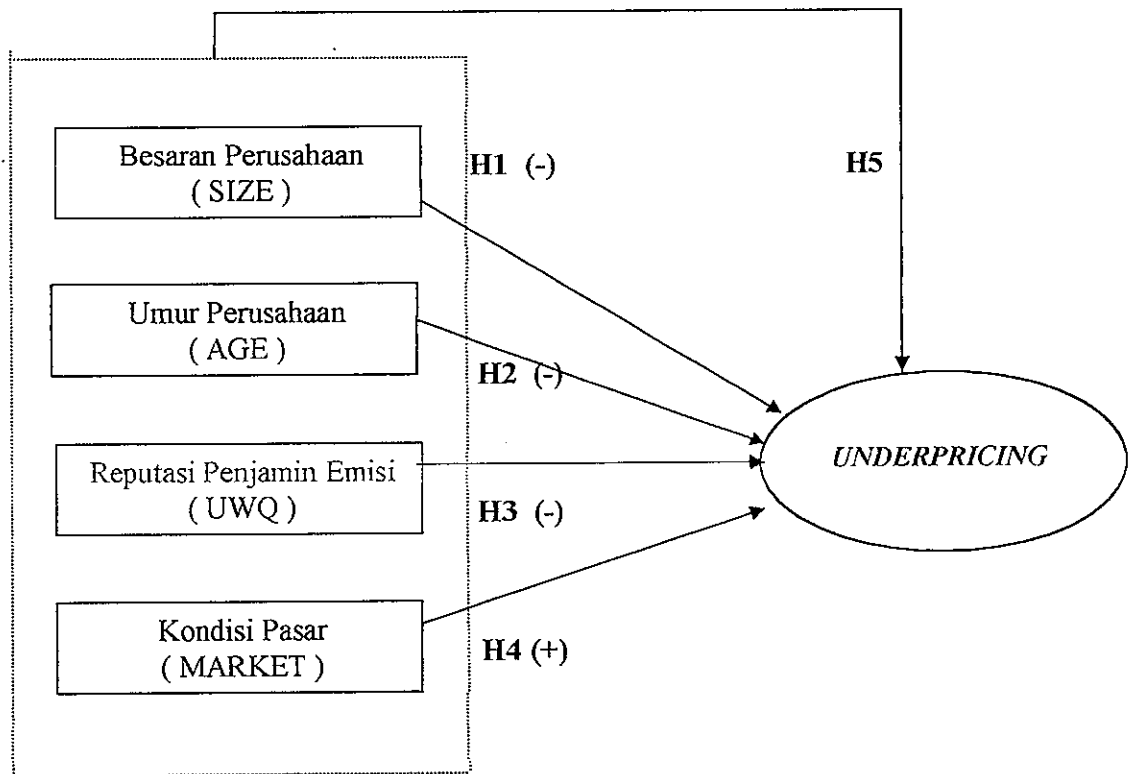 Besaran Perusahaan
( SIZE )
H1 (-)
H5
Umur Perusahaan
( AGE )
H2 (-)
Reputasi Penjamin Emisi
( UWQ )
UNDERPRICING
H3 (-)
Kondisi Pasar
( MARKET )
H4 (+)